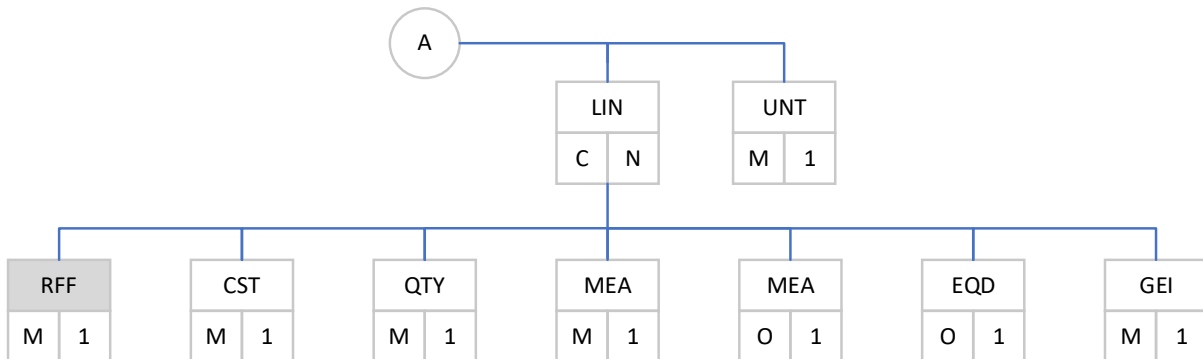 A
LIN UNT
C N M 1
RFF CST QTY MEA MEA EQD GEI
M 1 M 1 M 1 M 1 O 1 O 1 M 1